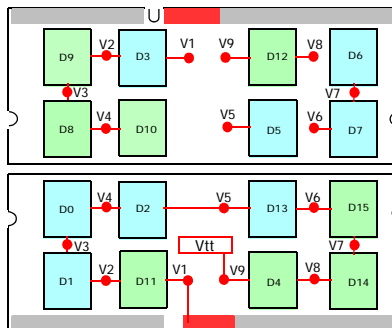 D9 V2 D3 V1 V9 D12 V8 D6
V3 V7
D8 V4 D10 V5 D5 V6 D7
D0 V4 D2 V5 D13 V6 D15
V3 Vtt V7
D1 V2 D11 V1 V9 D4 V8 D14